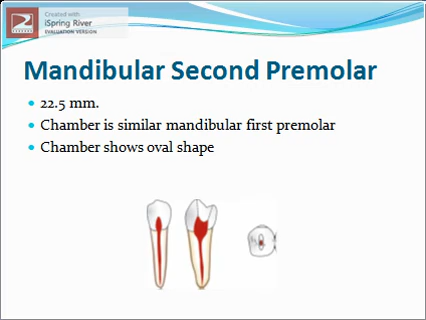 Created with
iSpring River
EVALUATION VERSION
Mandibular Second Premolar
22.5 mm.
Chamber is similar mandibular first premolar
Chamber shows oval shape